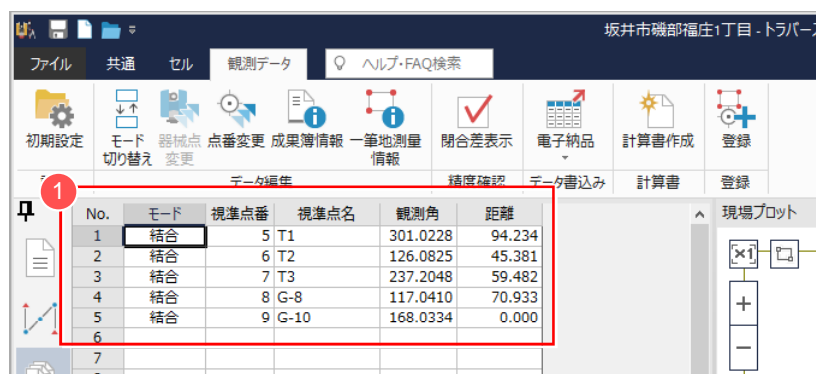 坂井市磯部福庄1丁目 - トラバース
ファイル 共通 セル 観測データ ヘルプ・FAQ検索
初期設定 モード切り替え 器械点変更 点番変更 成果簿情報 一筆地測量情報 閉合差表示 電子納品 計算書作成 登録
データ編集 精度確認 データ書込み 計算書 登録
1
No. モード 視準点番 視準点名 観測角 距離
1 結合 5 T1 301.0228 94.234
2 結合 6 T2 126.0825 45.381
3 結合 7 T3 237.2048 59.482
4 結合 8 G-8 117.0410 70.933
5 結合 9 G-10 168.0334 0.000
6
7
現場プロット
×1